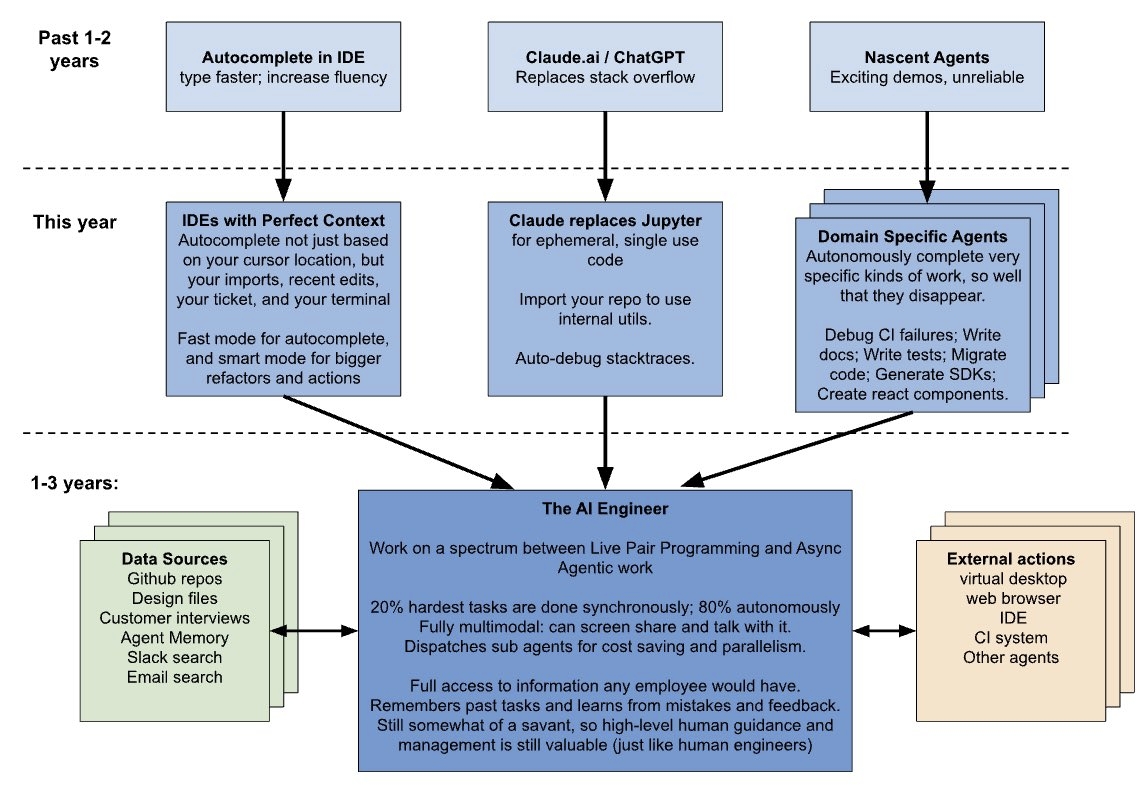 Past 1-2
years
Autocomplete in IDE
type faster; increase fluency
Claude.ai / ChatGPT
Replaces stack overflow
Nascent Agents
Exciting demos, unreliable
This year
IDEs with Perfect Context
Autocomplete not just based
on your cursor location, but
your imports, recent edits,
your ticket, and your terminal
Fast mode for autocomplete,
and smart mode for bigger
refactors and actions
Claude replaces Jupyter
for ephemeral, single use
code
Import your repo to use
internal utils.
Auto-debug stacktraces.
Domain Specific Agents
Autonomously complete very
specific kinds of work, so well
that they disappear.
Debug CI failures; Write
docs; Write tests; Migrate
code; Generate SDKs;
Create react components.
1-3 years:
Data Sources
Github repos
Design files
Customer interviews
Agent Memory
Slack search
Email search
The AI Engineer
Work on a spectrum between Live Pair Programming and Async
Agentic work
20% hardest tasks are done synchronously; 80% autonomously
Fully multimodal: can screen share and talk with it.
Dispatches sub agents for cost saving and parallelism.
Full access to information any employee would have.
Remembers past tasks and learns from mistakes and feedback.
Still somewhat of a savant, so high-level human guidance and
management is still valuable (just like human engineers)
External actions
virtual desktop
web browser
IDE
CI system
Other agents